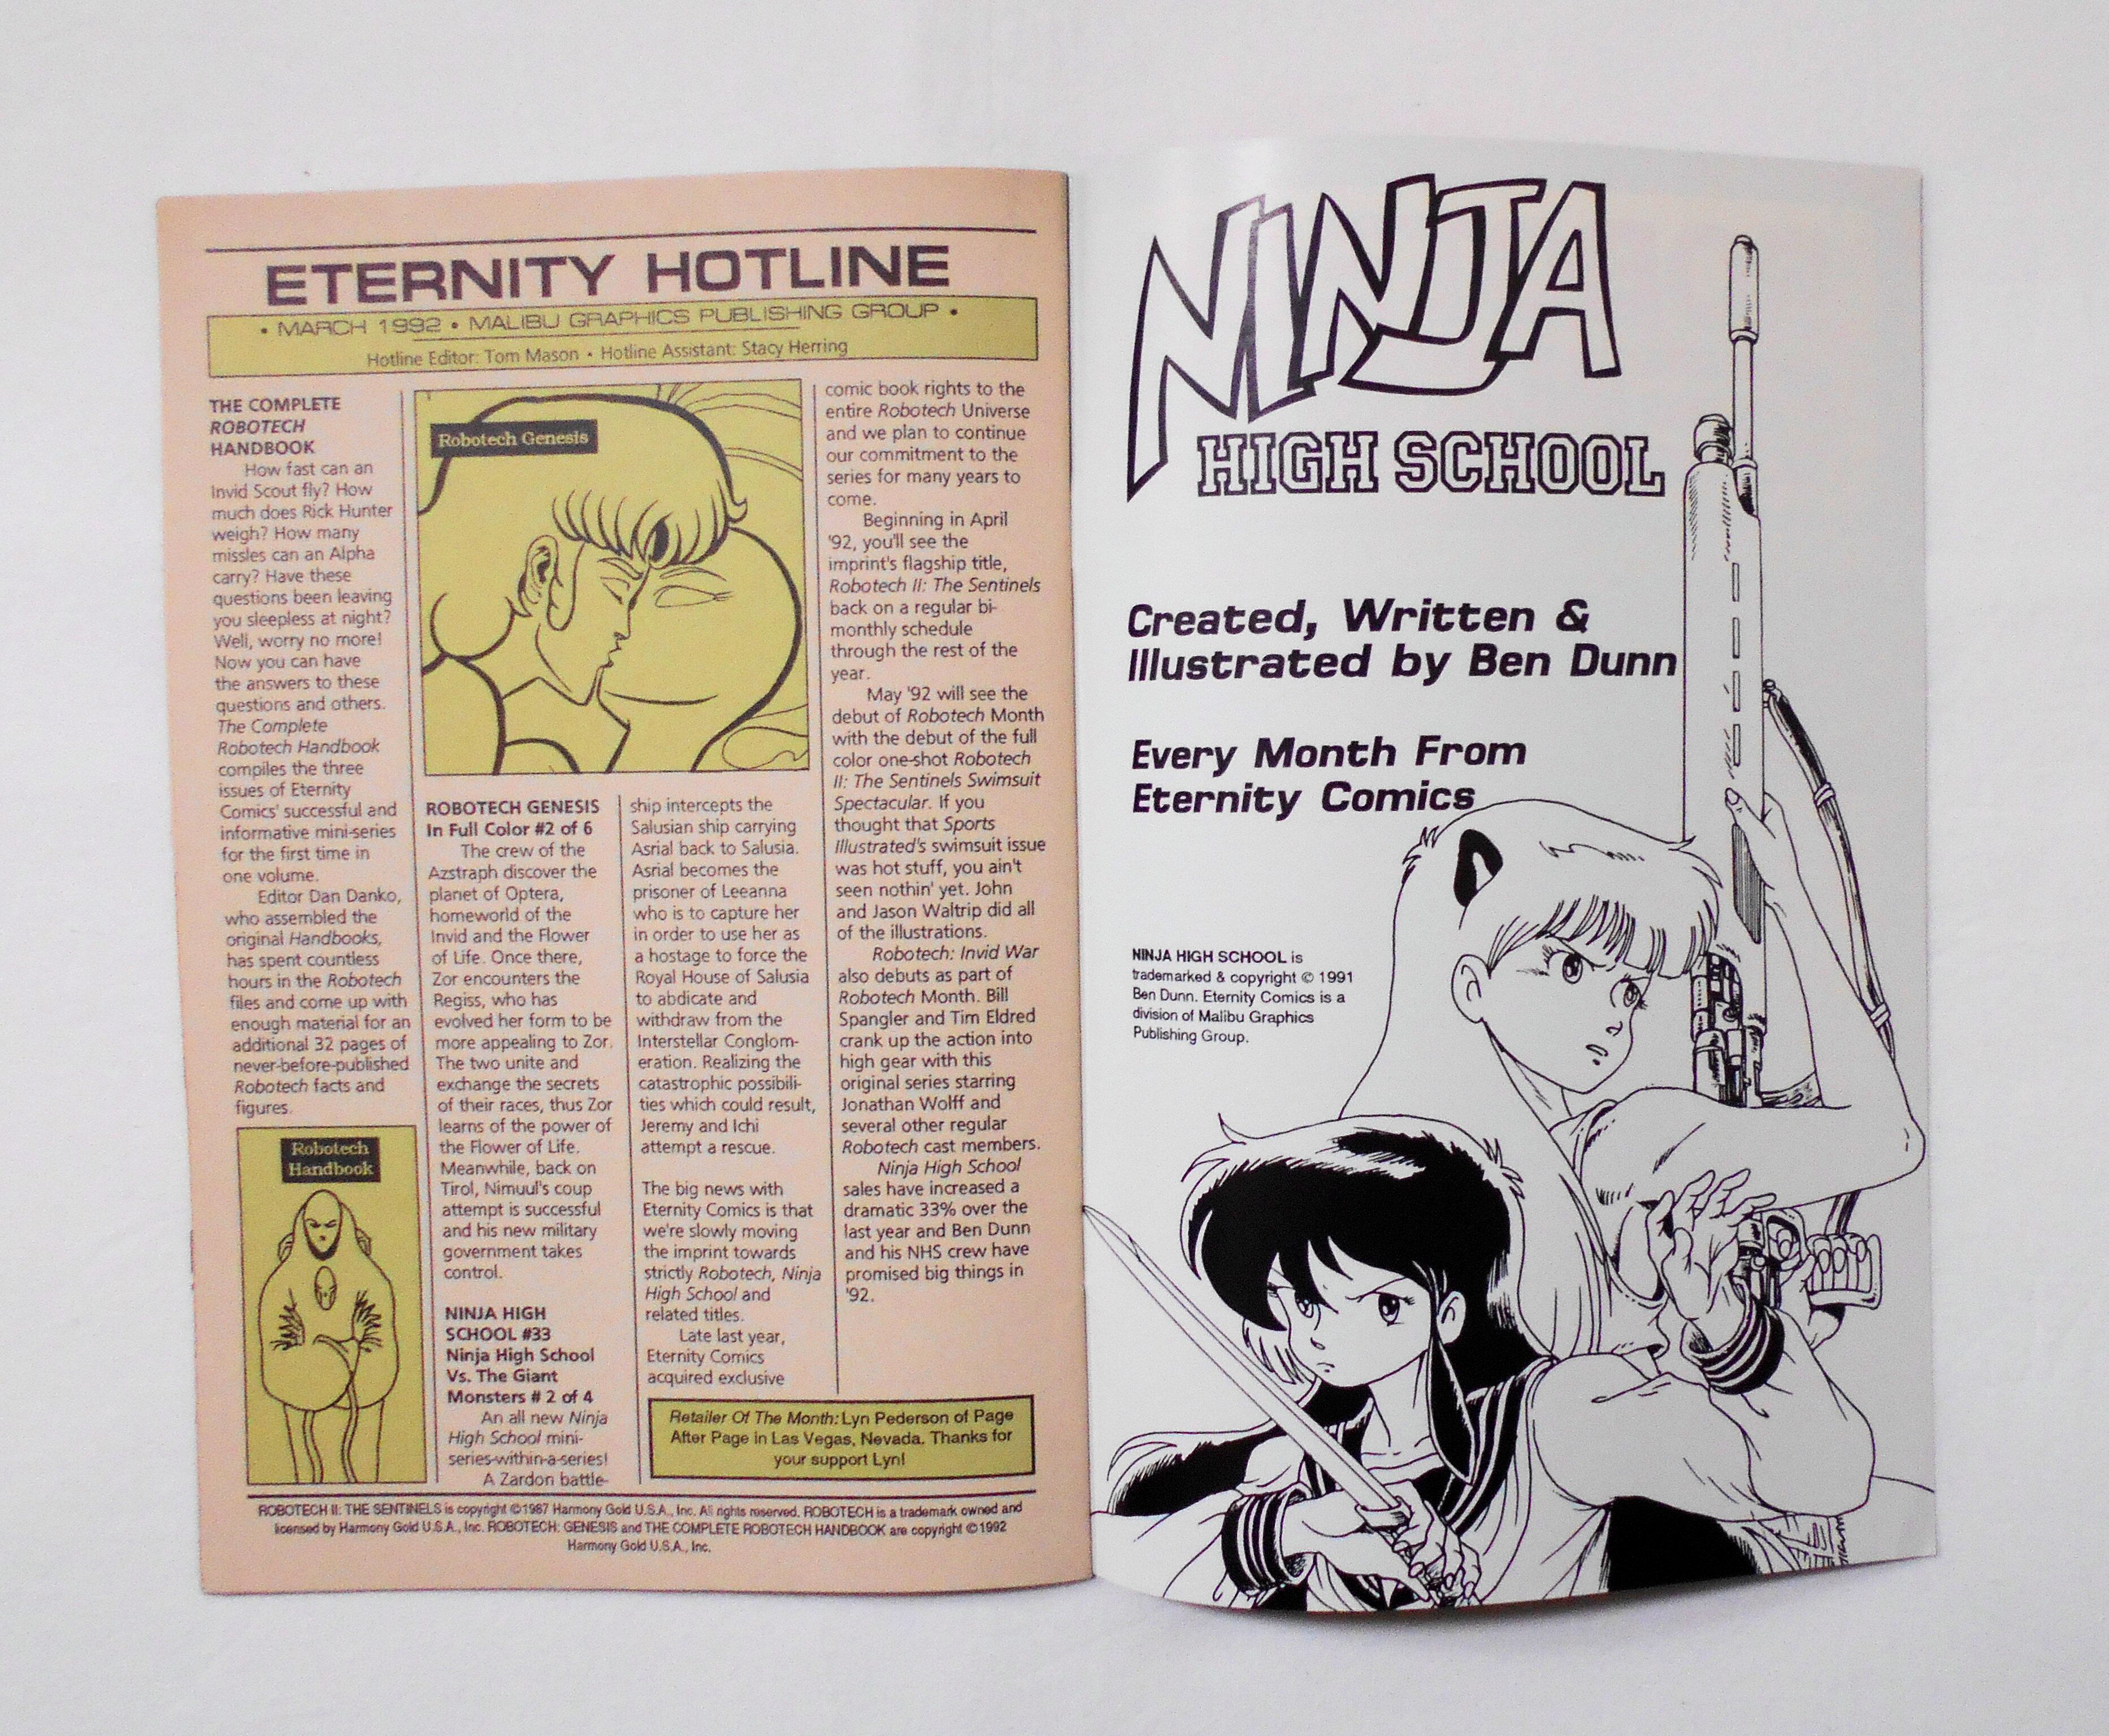 ETERNITY HOTLINE
• MARCH 1992 • MALIBU GRAPHICS PUBLISHING GROUP •
Hotline Editor: Tom Mason • Hotline Assistant: Stacy Herring
THE COMPLETE
ROBOTECH
HANDBOOK
How fast can an
Invid Scout fly? How
much does Rick Hunter
weigh? How many
missles can an Alpha
carry? Have these
questions been leaving
you sleepless at night?
Well, worry no more!
Now you can have
the answers to these
questions and others.
The Complete
Robotech Handbook
compiles the three
issues of Eternity
Comics' successful and
informative mini-series
for the first time in
one volume.
Editor Dan Danko,
who assembled the
original Handbooks,
has spent countless
hours in the Robotech
files and come up with
enough material for an
additional 32 pages of
never-before-published
Robotech facts and
figures.
Robotech
Handbook
Robotech Genesis
ROBOTECH GENESIS
In Full Color #2 of 6
The crew of the
Azstraph discover the
planet of Optera,
homeworld of the
Invid and the Flower
of Life. Once there,
Zor encounters the
Regiss, who has
evolved her form to be
more appealing to Zor.
The two unite and
exchange the secrets
of their races, thus Zor
learns of the power of
the Flower of Life.
Meanwhile, back on
Tirol, Nimuul's coup
attempt is successful
and his new military
government takes
control.
NINJA HIGH
SCHOOL #33
Ninja High School
Vs. The Giant
Monsters # 2 of 4
An all new Ninja
High School mini-
series-within-a-series!
A Zardon battle-
ship intercepts the
Salusian ship carrying
Asrial back to Salusia.
Asrial becomes the
prisoner of Leeanna
who is to capture her
in order to use her as
a hostage to force the
Royal House of Salusia
to abdicate and
withdraw from the
Interstellar Conglom-
eration. Realizing the
catastrophic possibili-
ties which could result,
Jeremy and Ichi
attempt a rescue.
The big news with
Eternity Comics is that
we're slowly moving
the imprint towards
strictly Robotech, Ninja
High School and
related titles.
Late last year,
Eternity Comics
acquired exclusive
comic book rights to the
entire Robotech Universe
and we plan to continue
our commitment to the
series for many years to
come.
Beginning in April
'92, you'll see the
imprint's flagship title,
Robotech II: The Sentinels
back on a regular bi-
monthly schedule
through the rest of the
year.
May '92 will see the
debut of Robotech Month
with the debut of the full
color one-shot Robotech
II: The Sentinels Swimsuit
Spectacular. If you
thought that Sports
Illustrated's swimsuit issue
was hot stuff, you ain't
seen nothin' yet. John
and Jason Waltrip did all
of the illustrations.
Robotech: Invid War
also debuts as part of
Robotech Month. Bill
Spangler and Tim Eldred
crank up the action into
high gear with this
original series starring
Jonathan Wolff and
several other regular
Robotech cast members.
Ninja High School
sales have increased a
dramatic 33% over the
last year and Ben Dunn
and his NHS crew have
promised big things in
'92.
Retailer Of The Month: Lyn Pederson of Page
After Page in Las Vegas, Nevada. Thanks for
your support Lyn!
ROBOTECH II: THE SENTINELS is copyright ©1987 Harmony Gold U.S.A., Inc. All rights reserved. ROBOTECH is a trademark owned and
licensed by Harmony Gold U.S.A., Inc. ROBOTECH: GENESIS and THE COMPLETE ROBOTECH HANDBOOK are copyright ©1992
Harmony Gold U.S.A., Inc.
NINJA
HIGH SCHOOL
Created, Written &
Illustrated by Ben Dunn
Every Month From
Eternity Comics
NINJA HIGH SCHOOL is
trademarked & copyright © 1991
Ben Dunn. Eternity Comics is a
division of Malibu Graphics
Publishing Group.